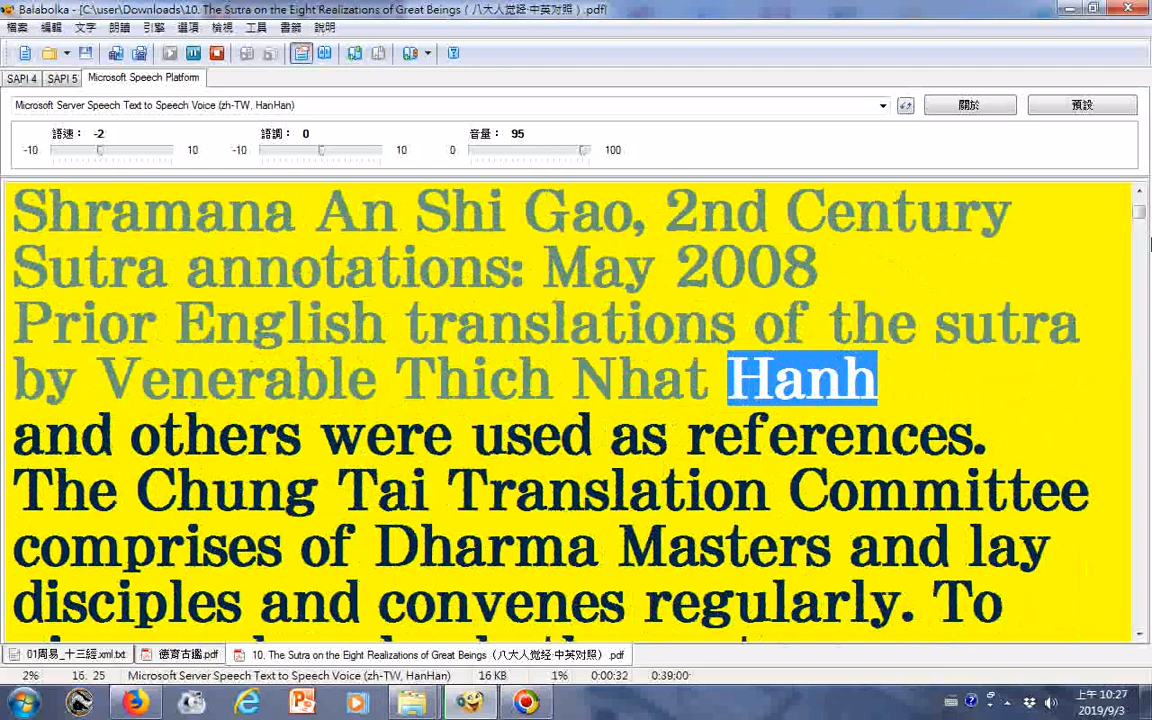 Balabolka - [C:\user\Downloads\10. The Sutra on the Eight Realizations of Great Beings（八大人觉经·中英对照）.pdf]
檔案 編輯 文字 朗讀 引擎 選項 檢視 工具 書籤 說明
SAPI 4 SAPI 5 Microsoft Speech Platform
Microsoft Server Speech Text to Speech Voice (zh-TW, HanHan) 關於 預設
語速： -2 語調： 0 音量： 95
-10 10 -10 10 0 100
Shramana An Shi Gao, 2nd Century
Sutra annotations: May 2008
Prior English translations of the sutra
by Venerable Thich Nhat Hanh
and others were used as references.
The Chung Tai Translation Committee
comprises of Dharma Masters and lay
disciples and convenes regularly. To
01周易_十三經.xml.txt 德育古鑑.pdf 10. The Sutra on the Eight Realizations of Great Beings（八大人觉经·中英对照）.pdf
2% 16: 25 Microsoft Server Speech Text to Speech Voice (zh-TW, HanHan) 16 KB 1% 0:00:32 0:39:00
上午 10:27
2019/9/3